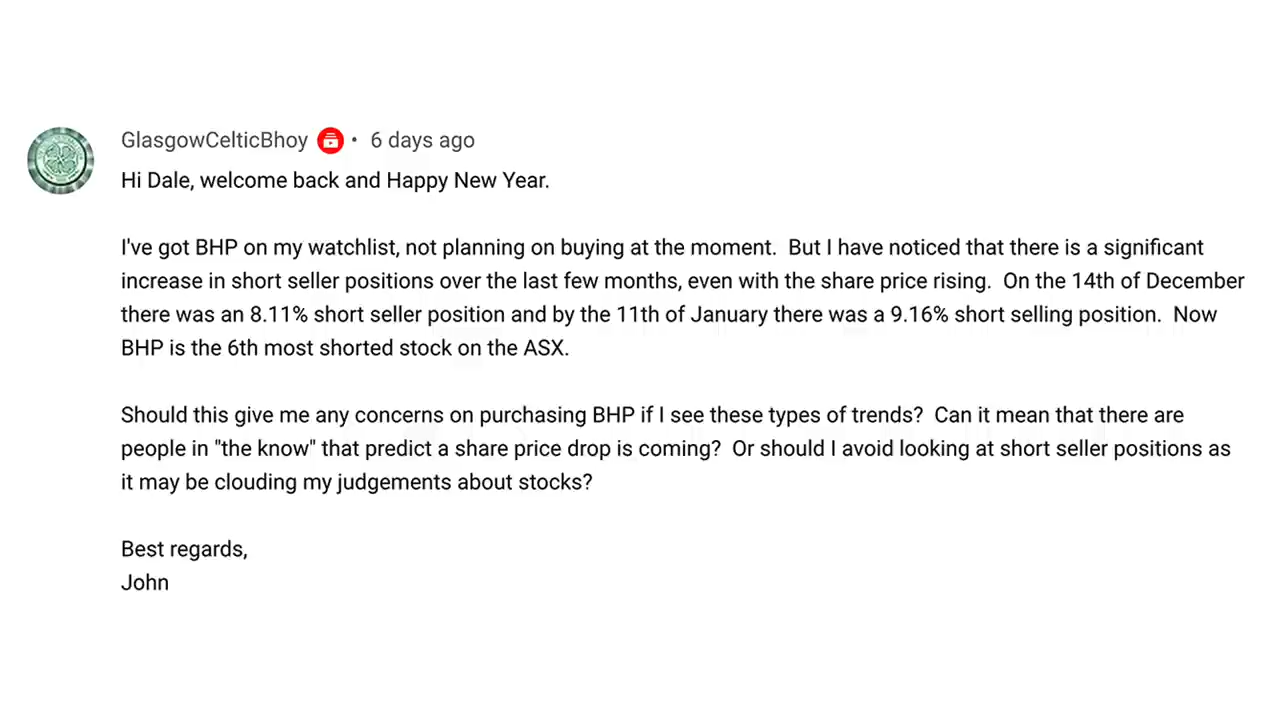 GlasgowCelticBhoy • 6 days ago
Hi Dale, welcome back and Happy New Year.
I've got BHP on my watchlist, not planning on buying at the moment.  But I have noticed that there is a significant
increase in short seller positions over the last few months, even with the share price rising.  On the 14th of December
there was an 8.11% short seller position and by the 11th of January there was a 9.16% short selling position.  Now
BHP is the 6th most shorted stock on the ASX.
Should this give me any concerns on purchasing BHP if I see these types of trends?  Can it mean that there are
people in "the know" that predict a share price drop is coming?  Or should I avoid looking at short seller positions as
it may be clouding my judgements about stocks?
Best regards,
John